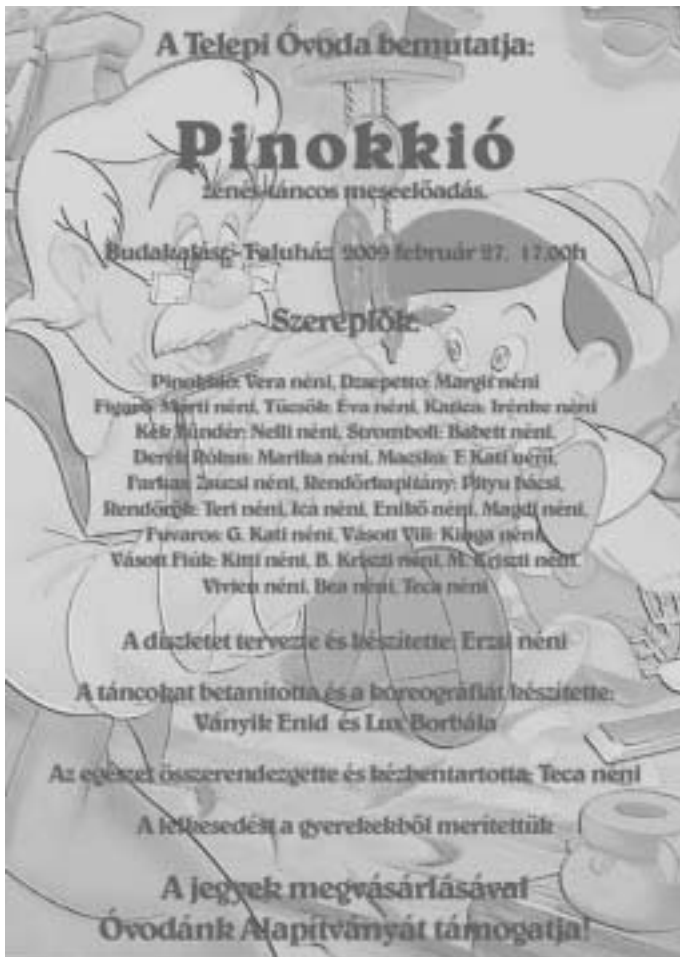 A Telepi Óvoda bemutatja:
Pinokkió
zenés-táncos meseelőadás.
Budakalász - Faluház 2009 február 27. 17.00h
Szereplők:
Pinokkió: Vera néni, Dzsepetto: Margit néni
Figaró: Márti néni, Tücsök: Éva néni, Katica: Irénke néni
Kék Tündér: Nelli néni, Stromboli: Babett néni,
Derék Rókus: Marika néni, Macska: F. Kati néni,
Farkas: Zsuzsi néni, Rendőrkapitány: Pityu bácsi,
Rendőrök: Teri néni, Ica néni, Enikő néni, Magdi néni,
Fuvaros: G. Kati néni, Vásott Vili: Kinga néni,
Vásott Fiúk: Kitti néni, B. Kriszti néni, M. Kriszti néni,
Vivien néni, Bea néni, Teca néni
A díszletet tervezte és készítette: Erzsi néni
A táncokat betanította és a koreográfiát készítette:
Ványik Enid és Lux Borbála
Az egészet összerendezgette és kézbentartotta: Teca néni
A lelkesedést a gyerekekből merítettük
A jegyek megvásárlásával
Óvodánk Alapítványát támogatja!